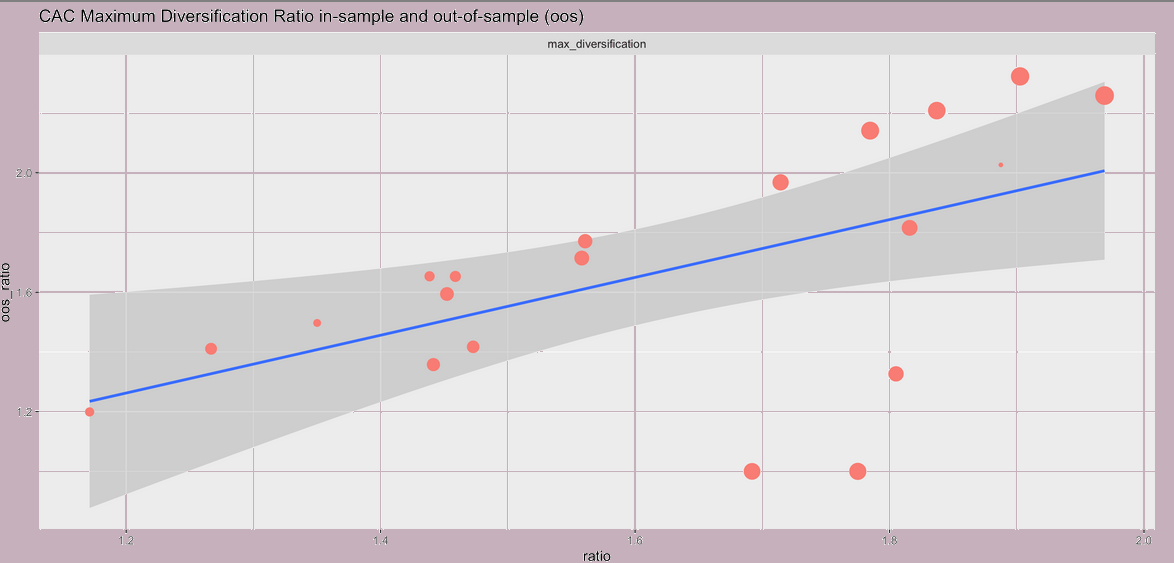 CAC Maximum Diversification Ratio in-sample and out-of-sample (oos)
max_diversification
oos_ratio
2.0
1.6
1.2
1.2 1.4 1.6 1.8 2.0
ratio